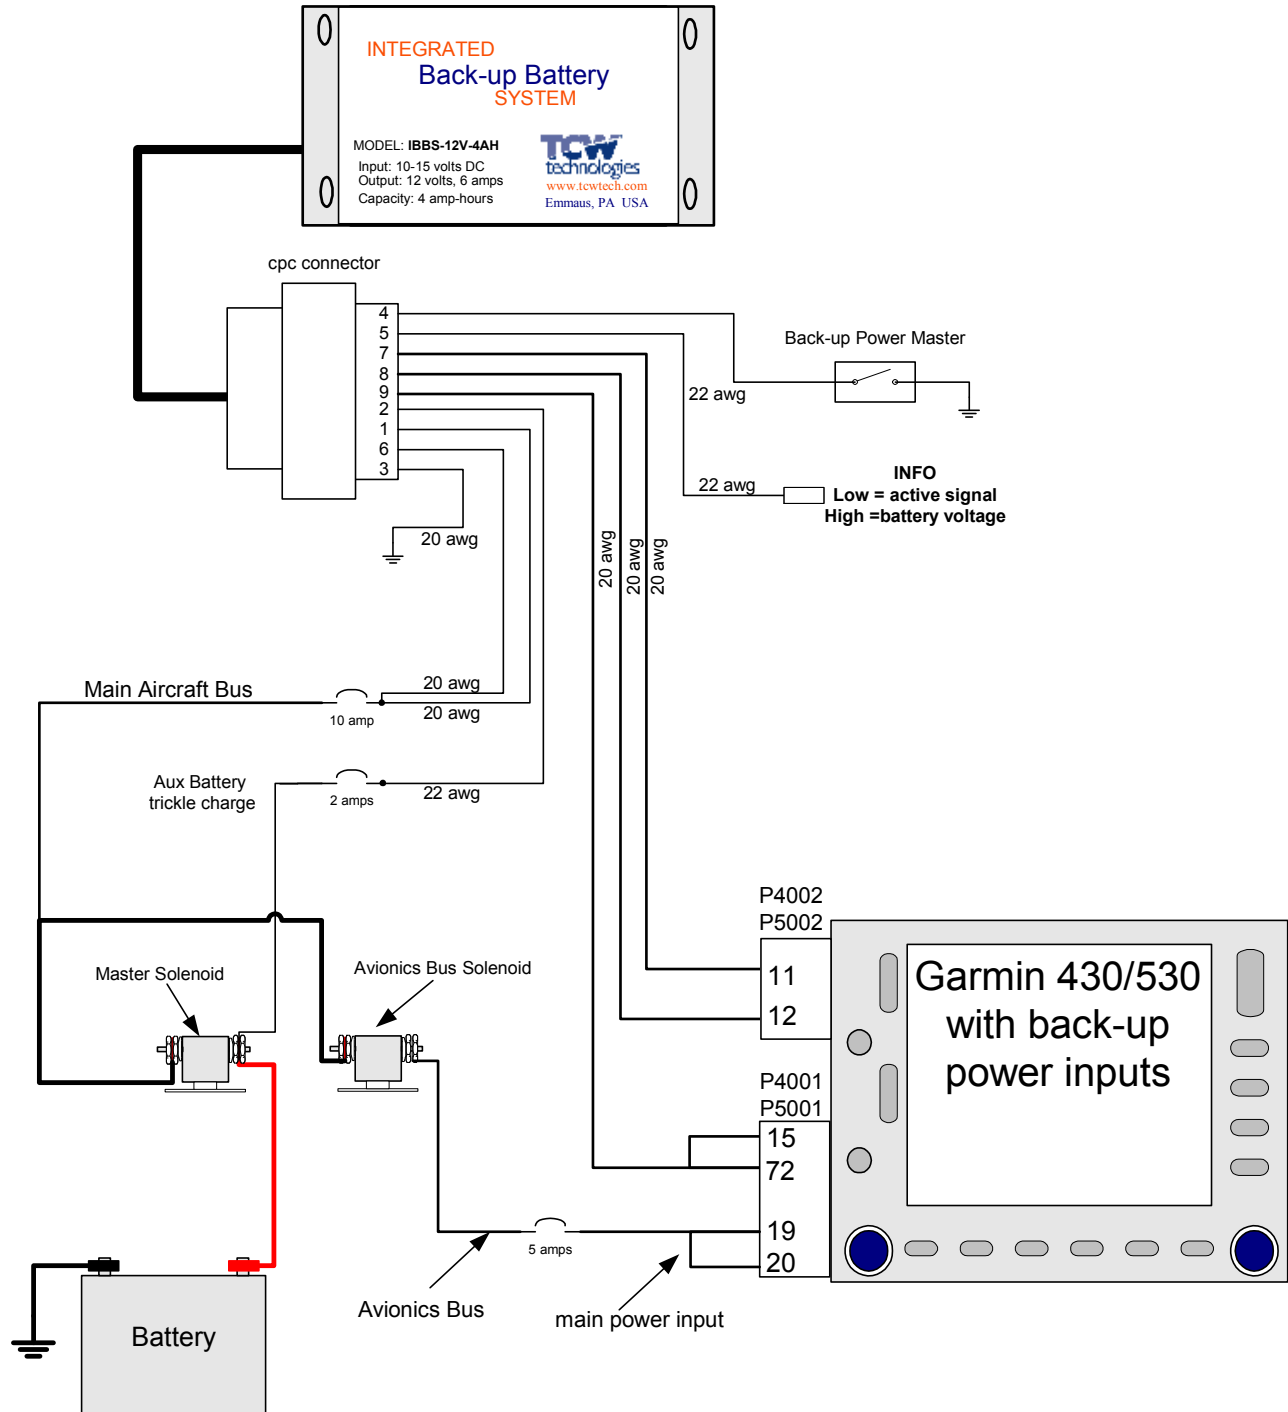 INTEGRATED
Back-up Battery
SYSTEM
MODEL: IBBS-12V-4AH
Input: 10-15 volts DC
Output: 12 volts, 6 amps
Capacity: 4 amp-hours
TCW
technologies
www.tcwtech.com
Emmaus, PA USA
cpc connector
4
5
7
8
9
2
1
6
3
Back-up Power Master
22 awg
22 awg
INFO
Low = active signal
High =battery voltage
20 awg
20 awg
20 awg
20 awg
Main Aircraft Bus
10 amp
20 awg
20 awg
Aux Battery
trickle charge
2 amps
22 awg
P4002
P5002
11
12
Master Solenoid
Avionics Bus Solenoid
Garmin 430/530
with back-up
power inputs
P4001
P5001
15
72
19
20
5 amps
Avionics Bus
main power input
Battery